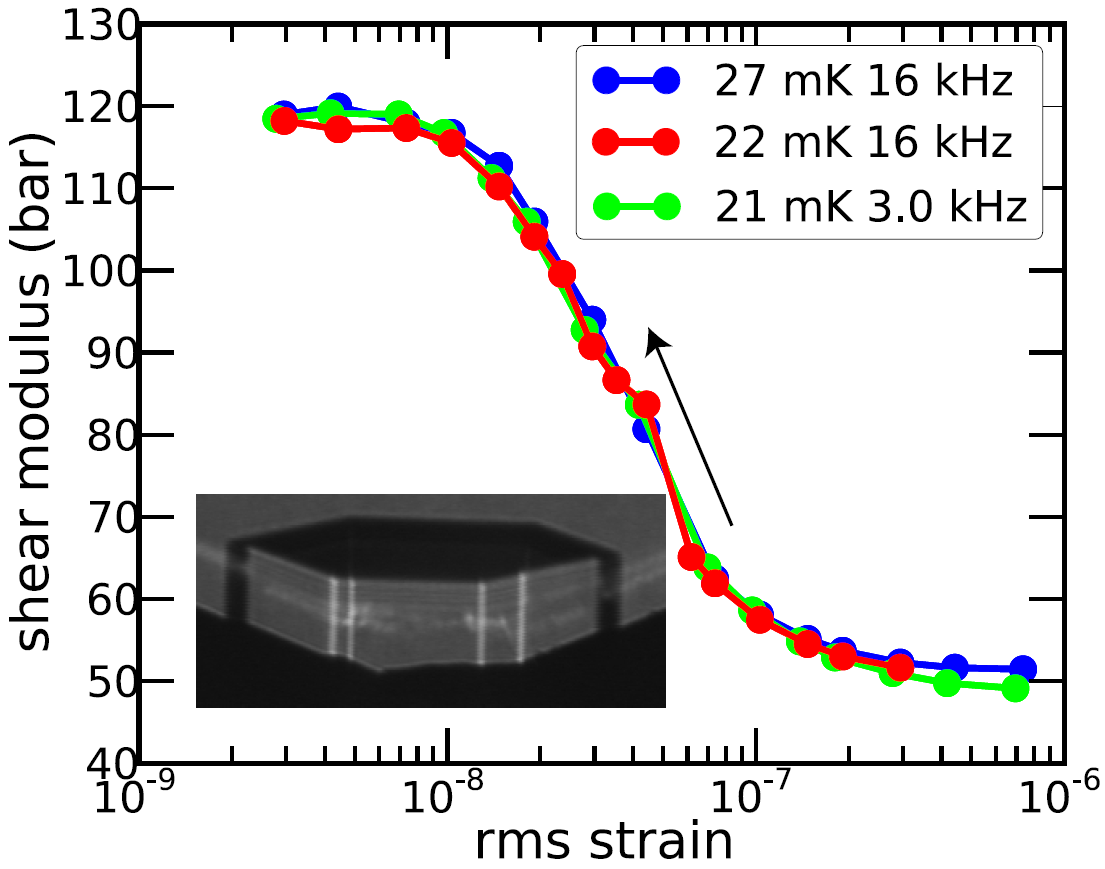 130
120
110
100
90
80
70
60
50
40
shear modulus (bar)
27 mK 16 kHz
22 mK 16 kHz
21 mK 3.0 kHz
10^-9 10^-8 10^-7 10^-6
rms strain